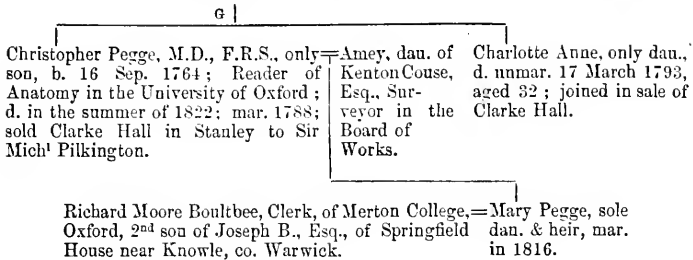 G
Christopher Pegge, M.D., F.R.S., only
son, b. 16 Sep. 1764; Reader of
Anatomy in the University of Oxford;
d. in the summer of 1822; mar. 1788;
sold Clarke Hall in Stanley to Sir
Mich¹ Pilkington.
=Amey, dau. of
Kenton Couse,
Esq., Sur-
veyor in the
Board of
Works.
Charlotte Anne, only dau.,
d. unmar. 17 March 1793,
aged 32; joined in sale of
Clarke Hall.
Richard Moore Boultbee, Clerk, of Merton College,
Oxford, 2nd son of Joseph B., Esq., of Springfield
House near Knowle, co. Warwick.
=Mary Pegge, sole
dau. & heir, mar.
in 1816.